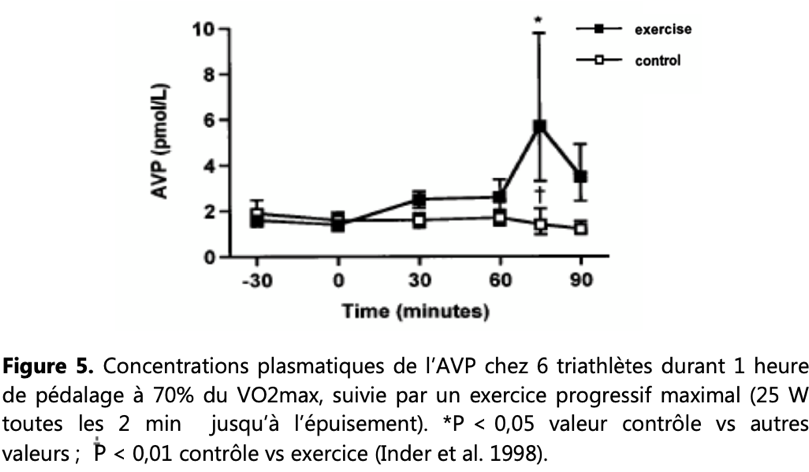 10
*
exercise
8
control
6
AVP (pmol/L)
4
†
2
0
-30 0 30 60 90
Time (minutes)
Figure 5. Concentrations plasmatiques de l’AVP chez 6 triathlètes durant 1 heure
de pédalage à 70% du VO2max, suivie par un exercice progressif maximal (25 W
toutes les 2 min jusqu’à l’épuisement). *P < 0,05 valeur contrôle vs autres
valeurs ; †P < 0,01 contrôle vs exercice (Inder et al. 1998).